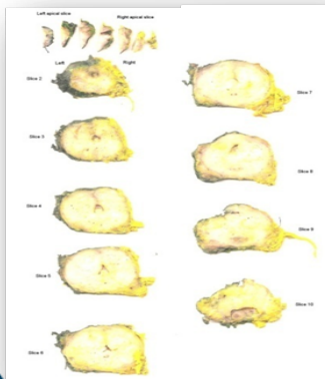 Left apical slice
Right apical slice
Left
Right
Slice 2
Slice 3
Slice 4
Slice 5
Slice 6
Slice 7
Slice 8
Slice 9
Slice 10